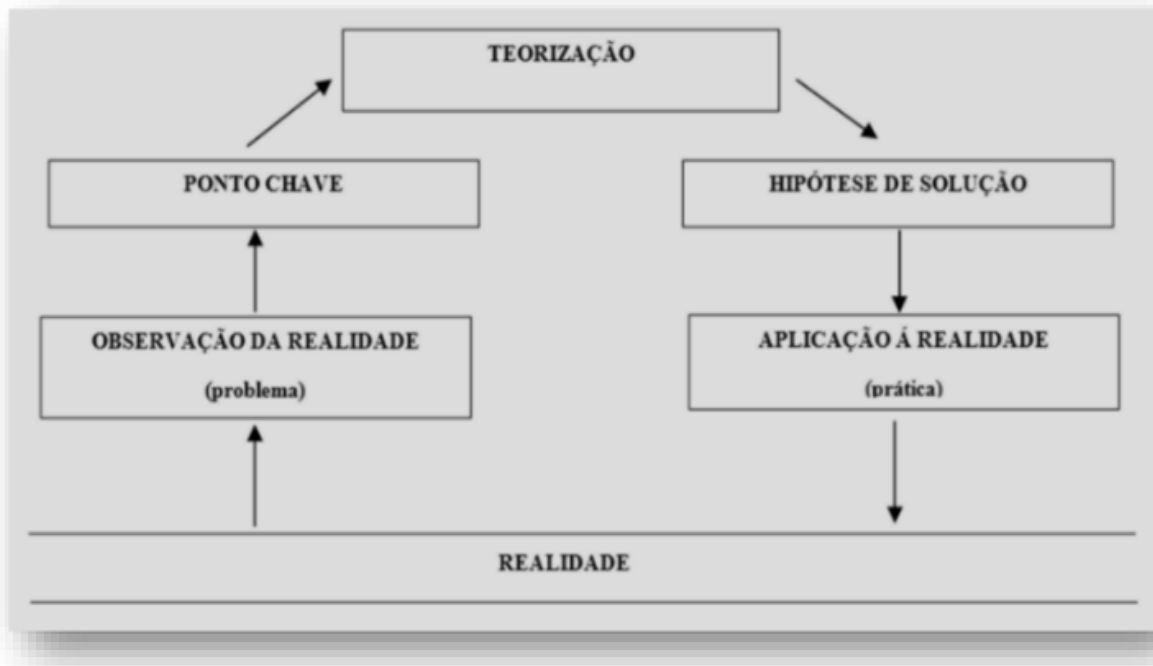 TEORIZAÇÃO
PONTO CHAVE
HIPÓTESE DE SOLUÇÃO
OBSERVAÇÃO DA REALIDADE
(problema)
APLICAÇÃO Á REALIDADE
(prática)
REALIDADE